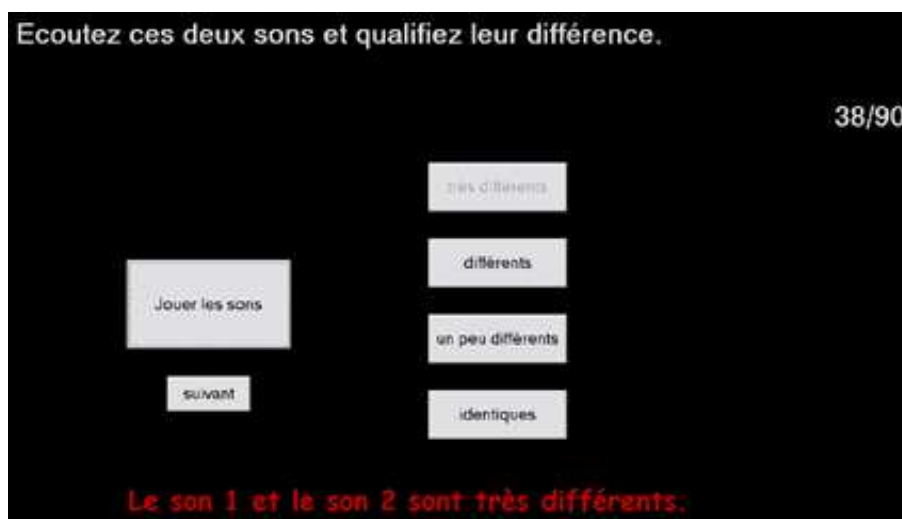 Ecoutez ces deux sons et qualifiez leur différence.
38/90
très différents
différents
Jouer les sons
un peu différents
suivant
identiques
Le son 1 et le son 2 sont très différents.